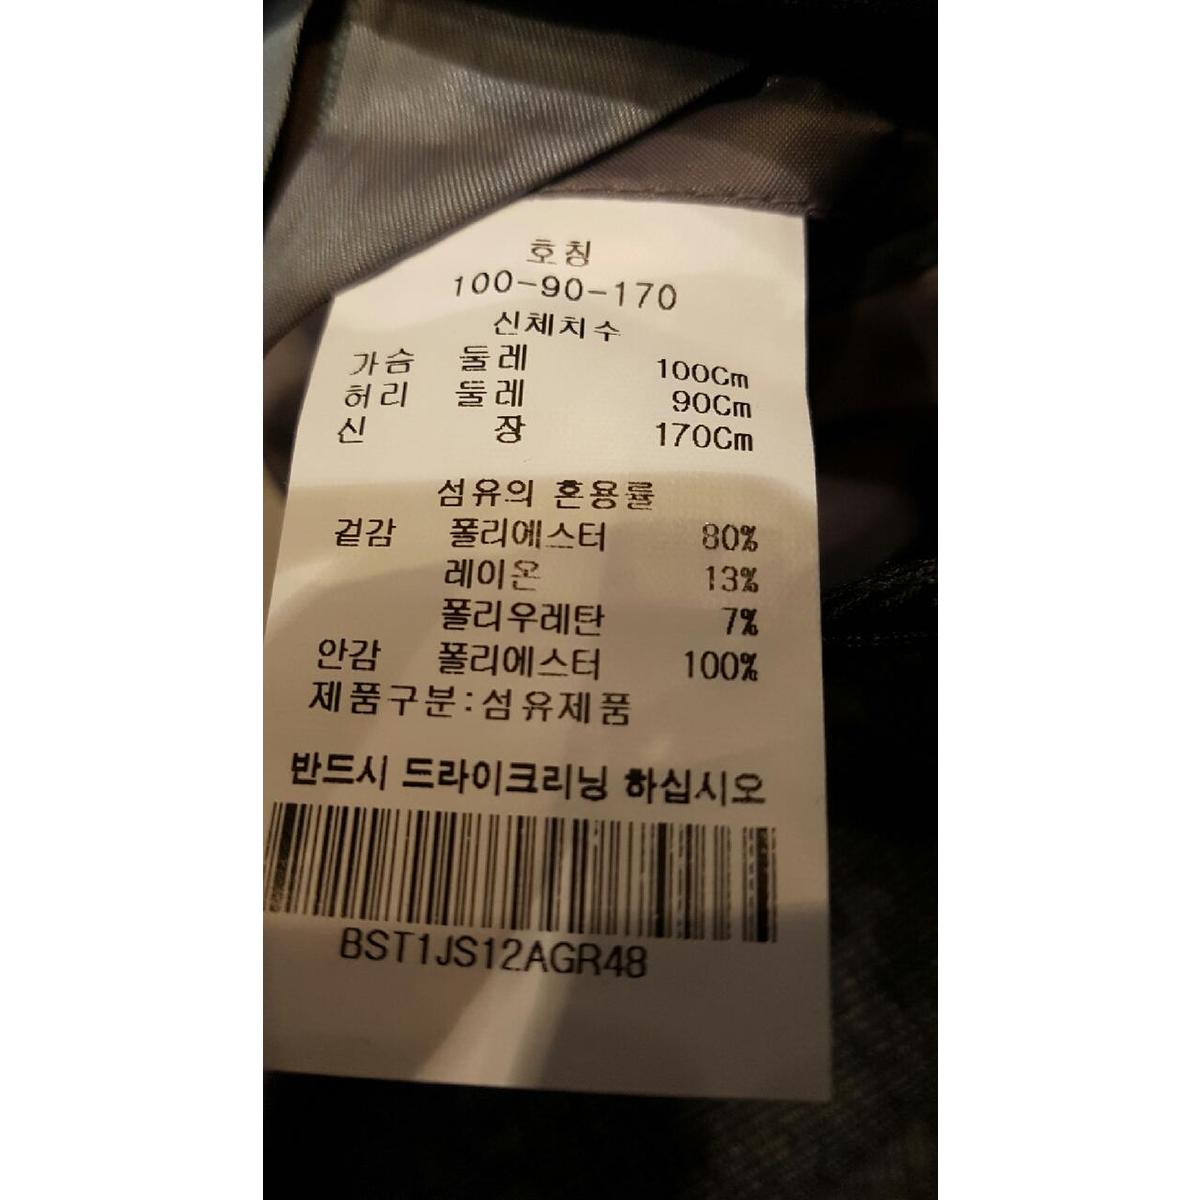 호칭
100-90-170
신체치수
가슴 둘레 100Cm
허리 둘레 90Cm
신 장 170Cm
섬유의 혼용률
겉감 폴리에스터 80%
레이온 13%
폴리우레탄 7%
안감 폴리에스터 100%
제품구분:섬유제품
반드시 드라이크리닝 하십시오
BST1JS12AGR48